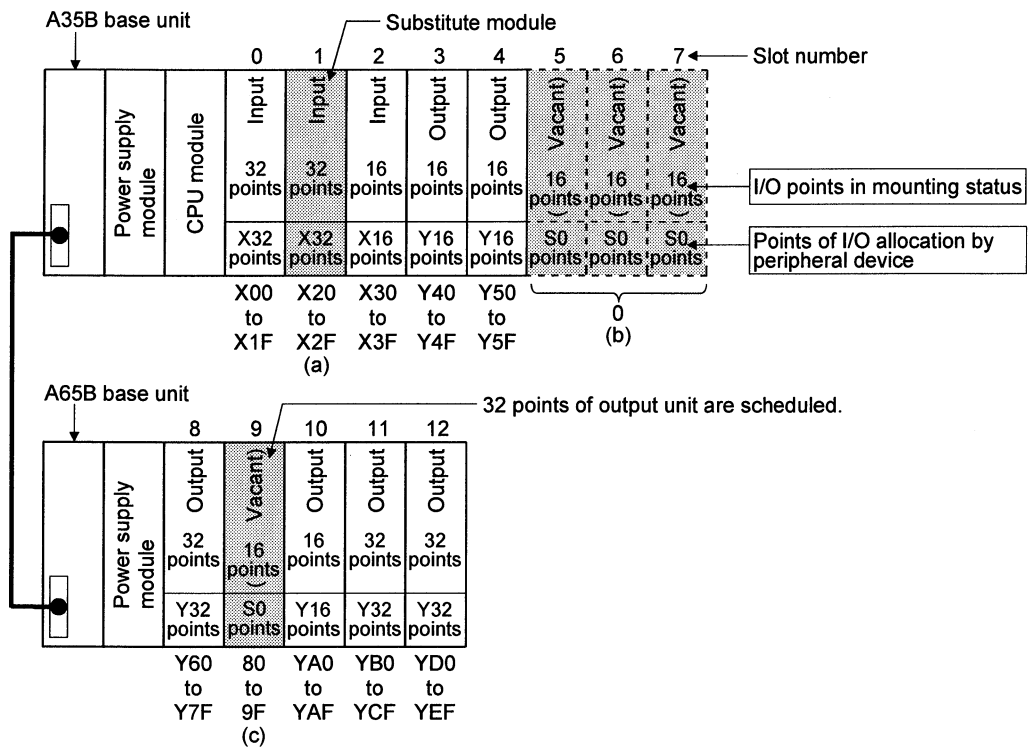 A35B base unit
Substitute module
0 1 2 3 4 5 6 7
Slot number
Power supply
module
CPU module
Input
Input
Input
Output
Output
Vacant)
Vacant)
Vacant)
32 32 16 16 16 16 16 16
points points points points points points points points
( ( (
I/O points in mounting status
X32 X32 X16 Y16 Y16 S0 S0 S0
points points points points points points points points
Points of I/O allocation by
peripheral device
X00 X20 X30 Y40 Y50
to to to to to
X1F X2F X3F Y4F Y5F
(a)
0
(b)
A65B base unit
32 points of output unit are scheduled.
8 9 10 11 12
Power supply
module
Output
Vacant)
Output
Output
Output
32 16 16 32 32
points points points points points
(
Y32 S0 Y16 Y32 Y32
points points points points points
Y60 80 YA0 YB0 YD0
to to to to to
Y7F 9F YAF YCF YEF
(c)